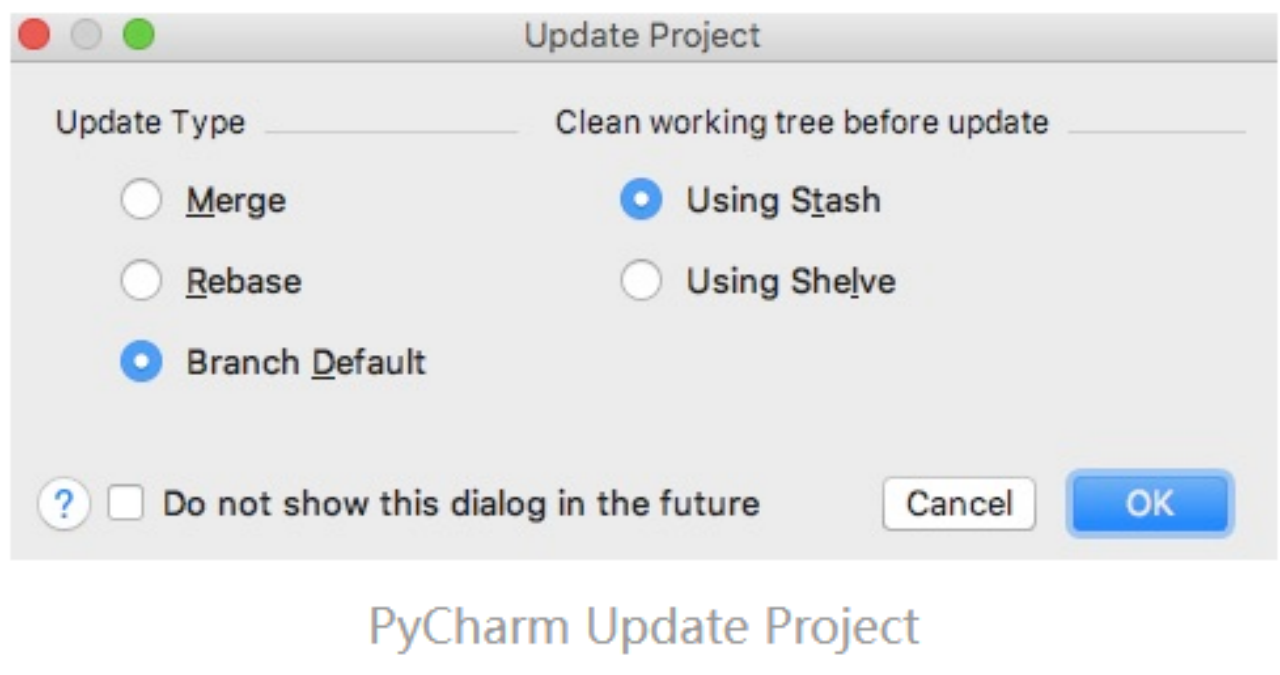 Update Project
Update Type
Clean working tree before update
Merge
Using Stash
Rebase
Using Shelve
Branch Default
? Do not show this dialog in the future
Cancel
OK
PyCharm Update Project